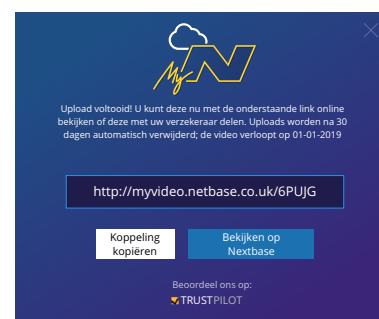 My N
Upload voltooid! U kunt deze nu met de onderstaande link online
bekijken of deze met uw verzekeraar delen. Uploads worden na 30
dagen automatisch verwijderd; de video verloopt op 01-01-2019
http://myvideo.netbase.co.uk/6PUJG
Koppeling
kopiëren
Bekijken op
Nextbase
Beoordeel ons op:
TRUSTPILOT